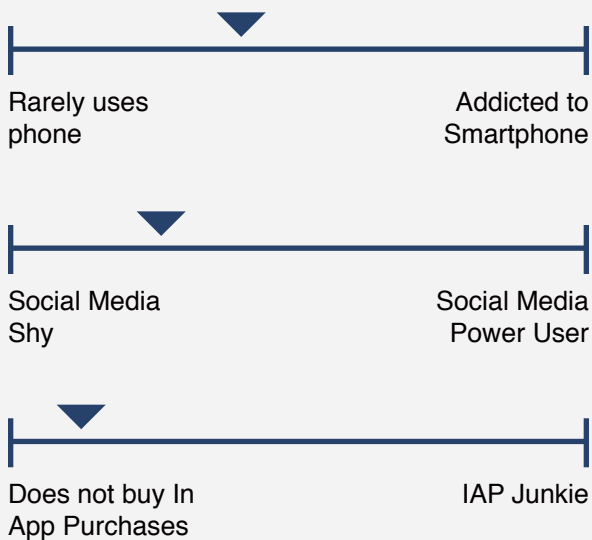 Rarely uses
phone
Addicted to
Smartphone
Social Media
Shy
Social Media
Power User
Does not buy In
App Purchases
IAP Junkie